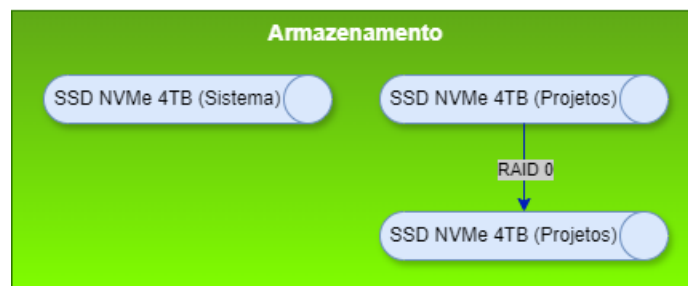 Armazenamento
SSD NVMe 4TB (Sistema)
SSD NVMe 4TB (Projetos)
RAID 0
SSD NVMe 4TB (Projetos)